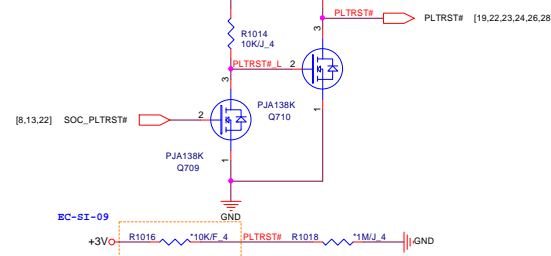 PLTRST#
PLTRST# [19,22,23,24,26,28
3
R1014
10K/J_4
PLTRST#_L 2
3
1
PJA138K
Q710
[8,13,22] SOC_PLTRST# 2
PJA138K
Q709
1
GND
EC-SI-09
+3V R1016 *10K/F_4 PLTRST# R1018 *1M/J_4 GND